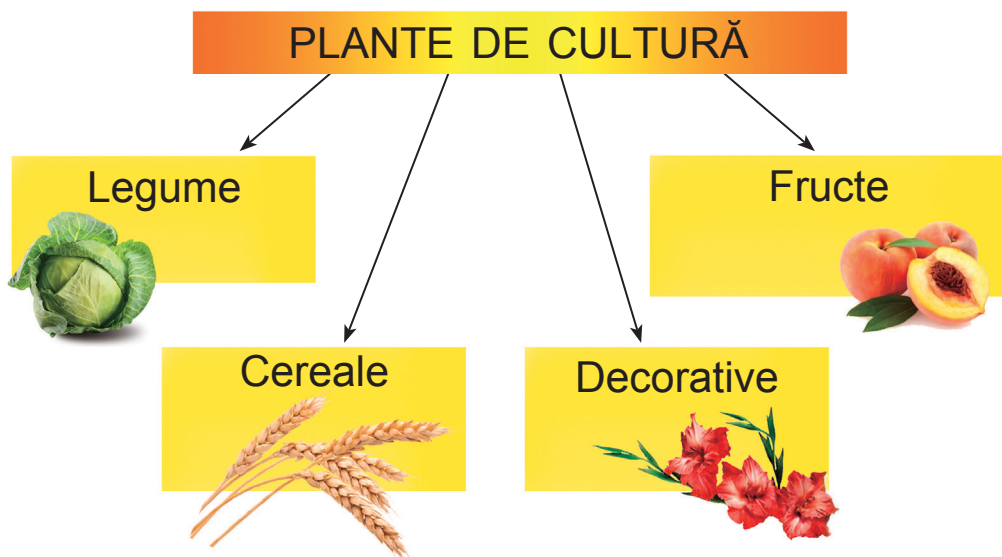 PLANTE DE CULTURĂ
Legume
Fructe
Cereale
Decorative